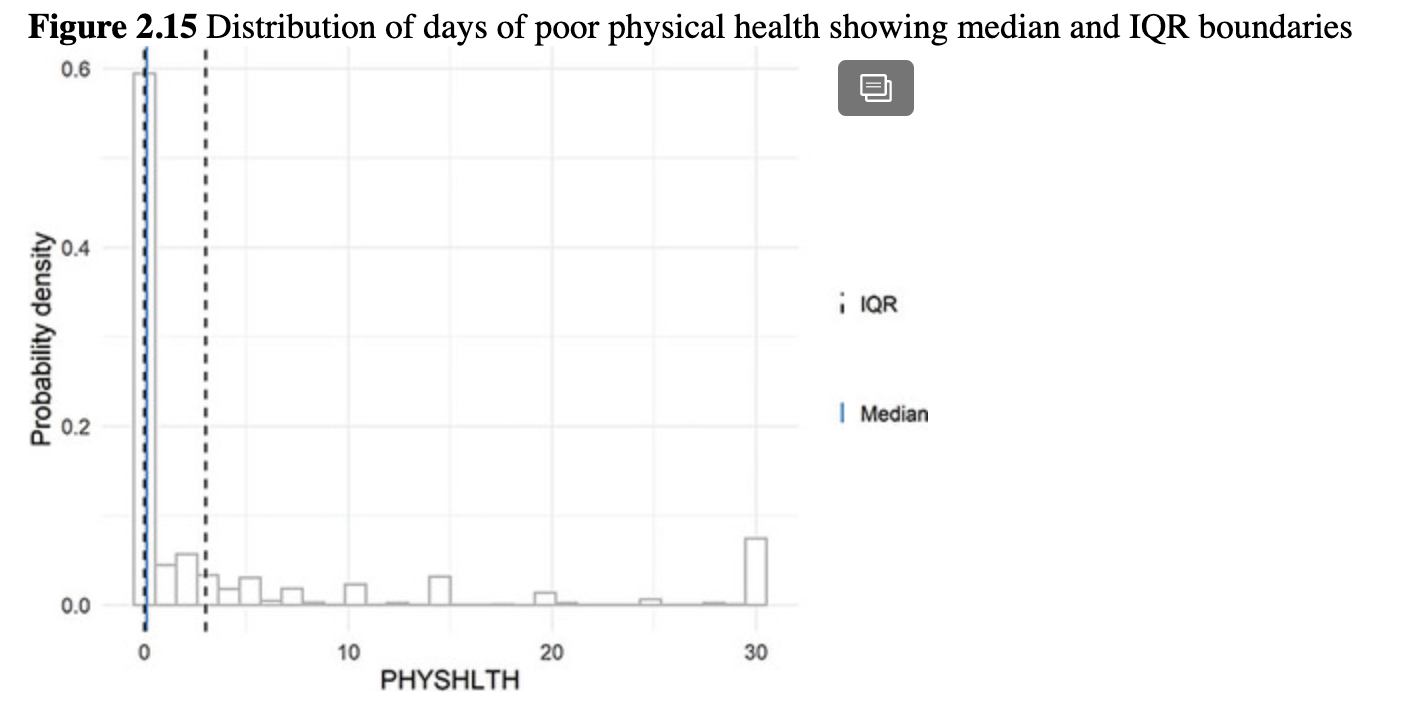 Figure 2.15 Distribution of days of poor physical health showing median and IQR boundaries
0.6
0.4
0.2
0.0
Probability density
0 10 20 30
PHYSHLTH
IQR
Median